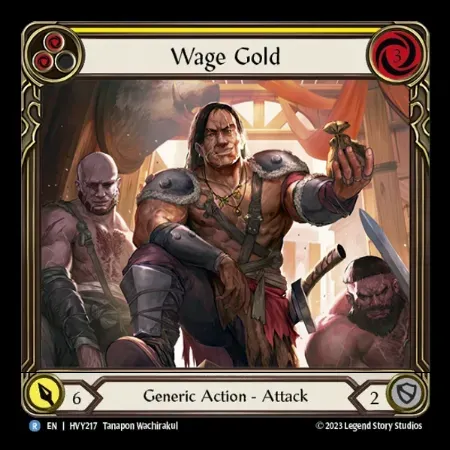 Wage Gold
3
6
Generic Action - Attack
2
R EN | HVY217 Tanapon Wachirakul
© 2023 Legend Story Studios